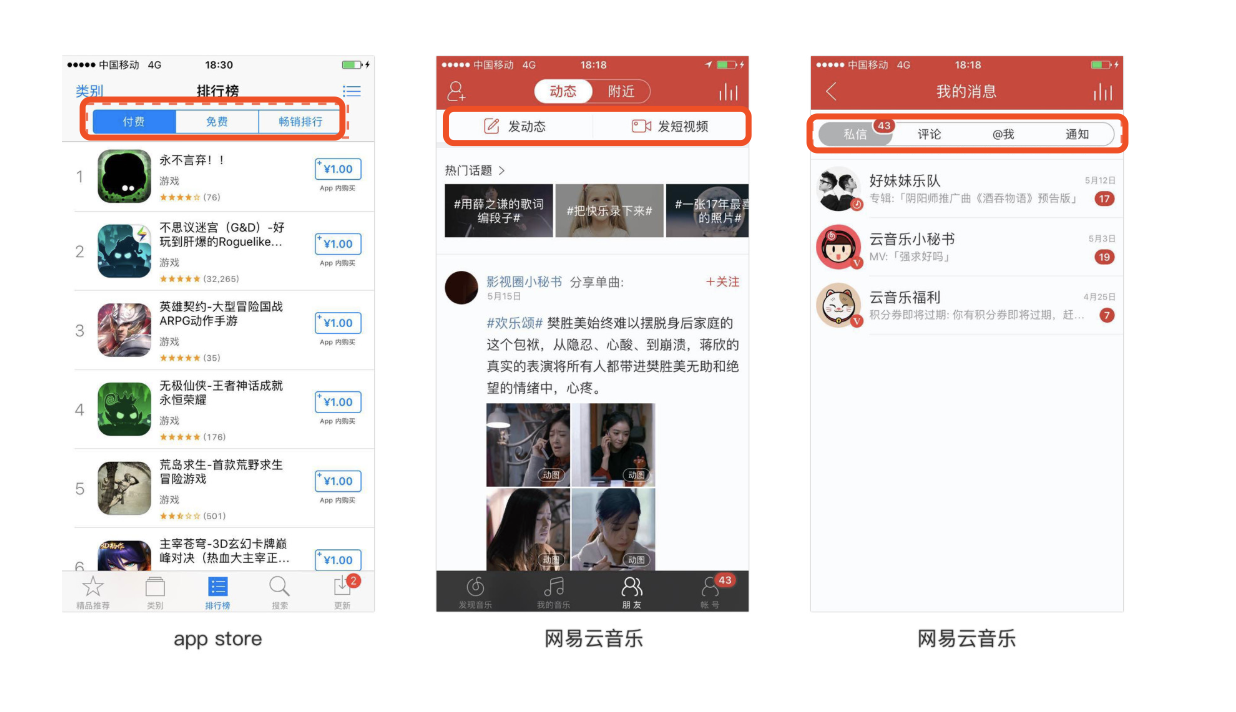 中国移动 4G 18:30
类别 排行榜
付费 免费 畅销排行
1
永不言弃！！
游戏
(76)
+ ¥1.00
App 内购买
2
不思议迷宫（G&D）-好
玩到肝爆的Roguelike...
游戏
(32,265)
+ ¥1.00
App 内购买
3
英雄契约-大型冒险国战
ARPG动作手游
游戏
(35)
+ ¥1.00
App 内购买
4
无极仙侠-王者神话成就
永恒荣耀
游戏
(176)
+ ¥1.00
App 内购买
5
荒岛求生-首款荒野求生
冒险游戏
游戏
(501)
+ ¥1.00
App 内购买
6
主宰苍穹-3D玄幻卡牌巅
峰对决（热血大主宰正...
+ ¥1.00
2
精品推荐 类别 排行榜 搜索 更新
app store
中国移动 4G 18:18
动态 附近
发动态 发短视频
热门话题 >
#用薛之谦的歌词
编段子#
#把快乐录下来#
#一张17年最喜
的照片#
影视圈小秘书 分享单曲: +关注
5月15日
#欢乐颂# 樊胜美始终难以摆脱身后家庭的
这个包袱，从隐忍、心酸、到崩溃，蒋欣的
真实的表演将所有人都带进樊胜美无助和绝
望的情绪中，心疼。
动图 动图
动图 动图
43
发现音乐 我的音乐 朋友 帐号
网易云音乐
中国移动 4G 18:18
我的消息
私信 43 评论 @我 通知
好妹妹乐队 5月12日
专辑:「阴阳师推广曲《酒吞物语》预告版」 17
云音乐小秘书 5月3日
MV:「强求好吗」 19
云音乐福利 4月25日
积分券即将过期: 你有积分券即将过期，赶... 7
网易云音乐